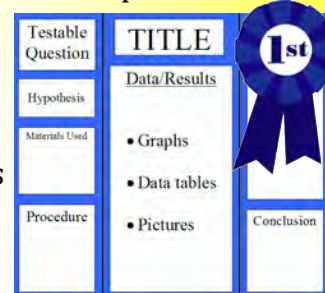 Testable
Question
Hypothesis
Materials Used
Procedure
TITLE
Data/Results
• Graphs
• Data tables
• Pictures
1st
Conclusion